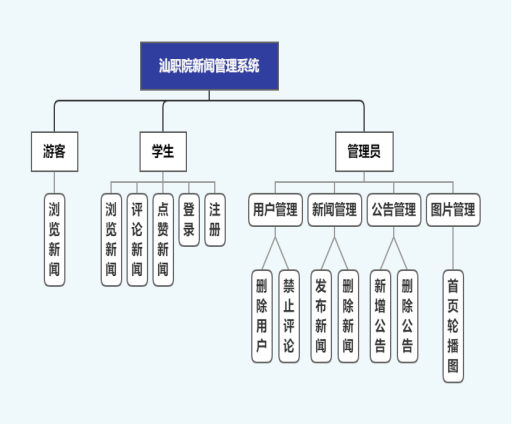 汕职院新闻管理系统
游客
学生
管理员
浏览新闻
浏览新闻
评论新闻
点赞新闻
登录
注册
用户管理
新闻管理
公告管理
图片管理
删除用户
禁止评论
发布新闻
删除新闻
新增公告
删除公告
首页轮播图